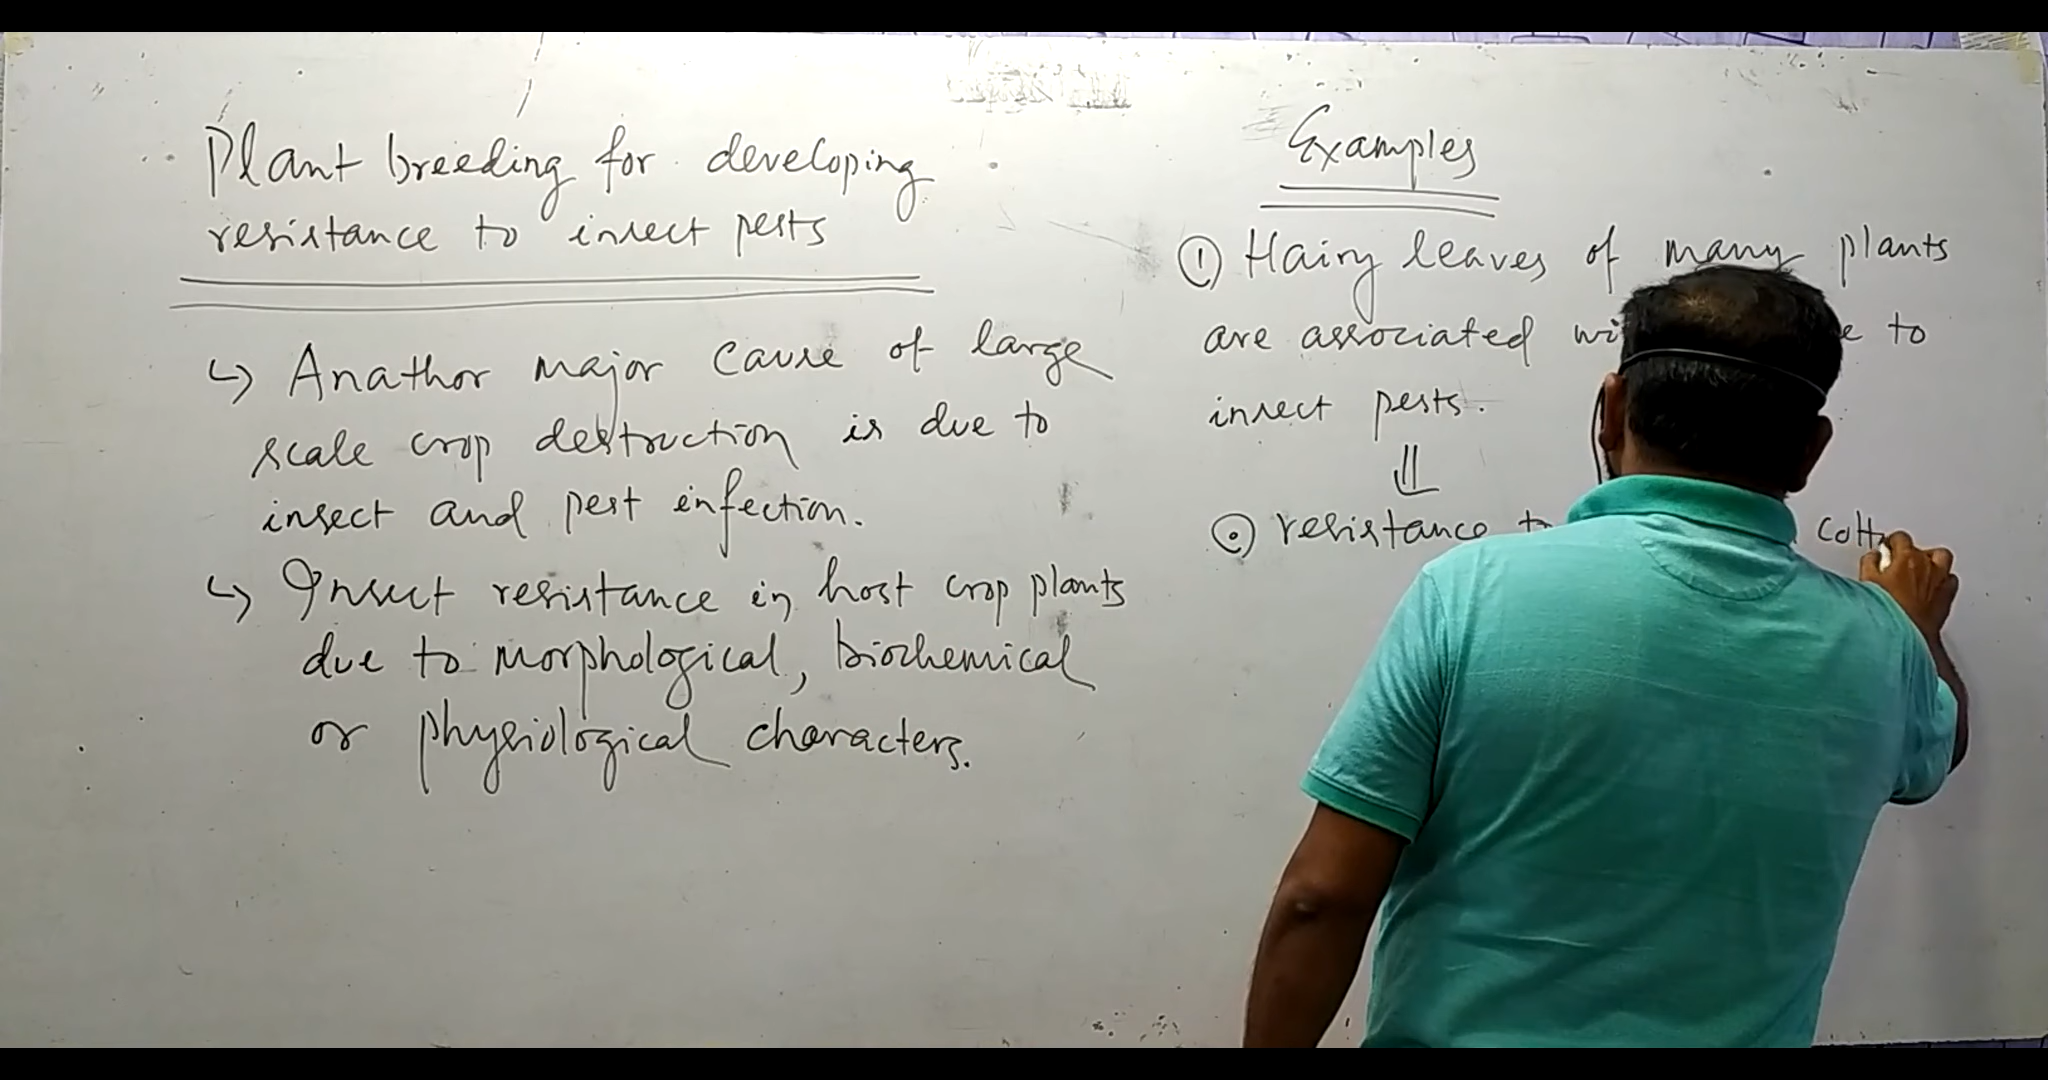 Plant breeding for developing
resistance to insect pests
↳ Anathor major cause of large
scale crop destruction is due to
insect and pest infection.
↳ Insect resistance in host crop plants
due to morphological, biochemical
or physiological characters.
Examples
① Hairy leaves of many plants
are associated to
insect pests.
⇓
⊙ resistance